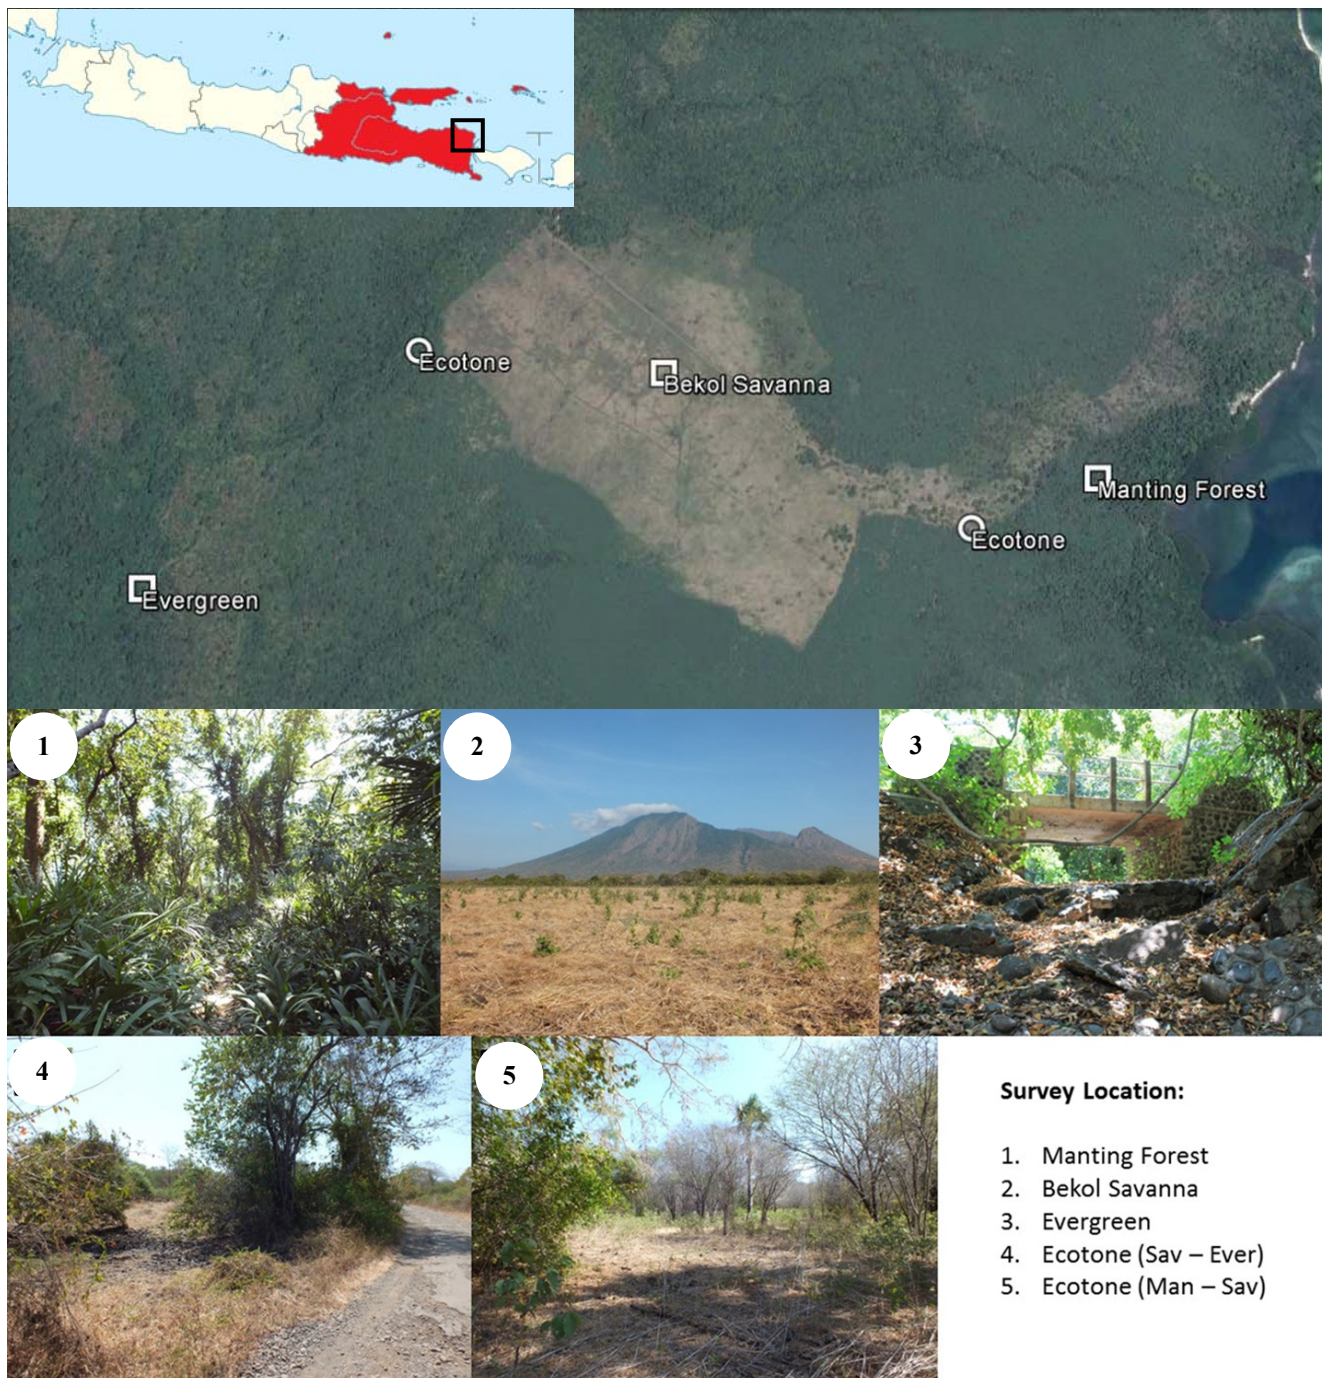 Ecotone
Bekol Savanna
Manting Forest
Ecotone
Evergreen
1
2
3
4
5
Survey Location:
1. Manting Forest
2. Bekol Savanna
3. Evergreen
4. Ecotone (Sav – Ever)
5. Ecotone (Man – Sav)